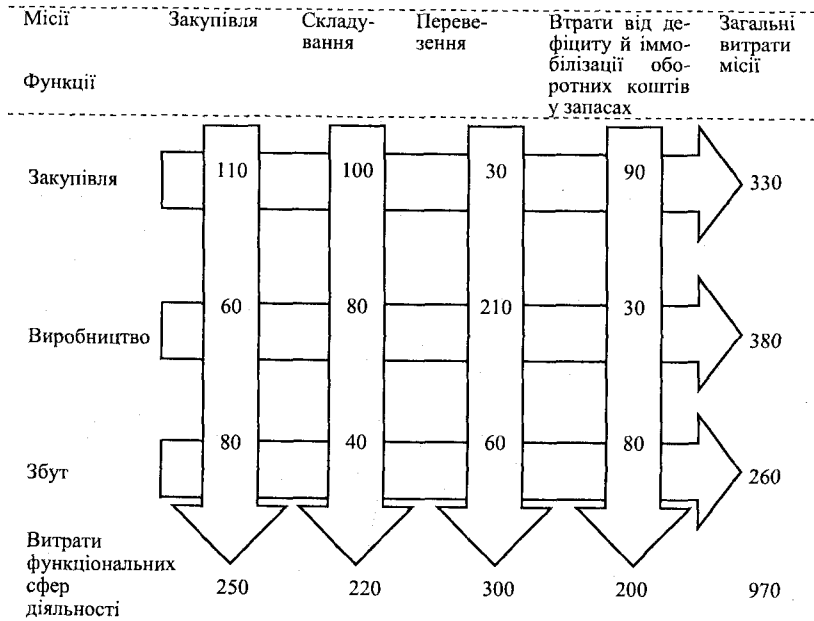 Місії Закупівля Складу- Переве- Втрати від де- Загальні
вання зення фіциту й іммо- витрати
білізації обо- місії
Функції ротних коштів
у запасах
Закупівля 110 100 30 90 330
Виробництво 60 80 210 30 380
Збут 80 40 60 80 260
Витрати
функціональних
сфер 250 220 300 200 970
діяльності